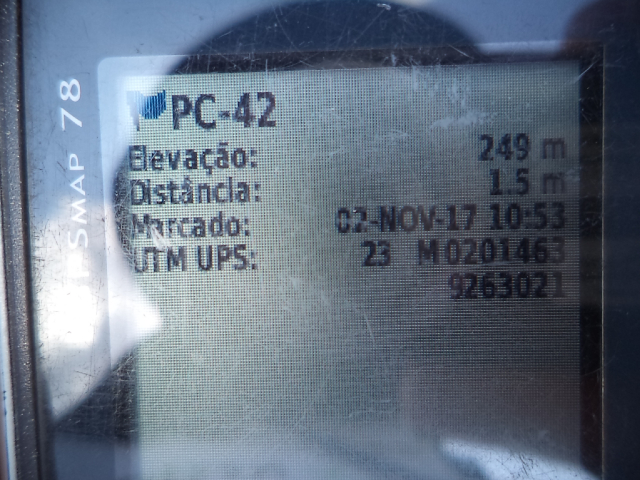 PC-42
Elevação: 249 m
Distância: 1.5 m
Marcado: 02-NOV-17 10:53
UTM UPS: 23 M 0201463
9263021
GPSMAP 78